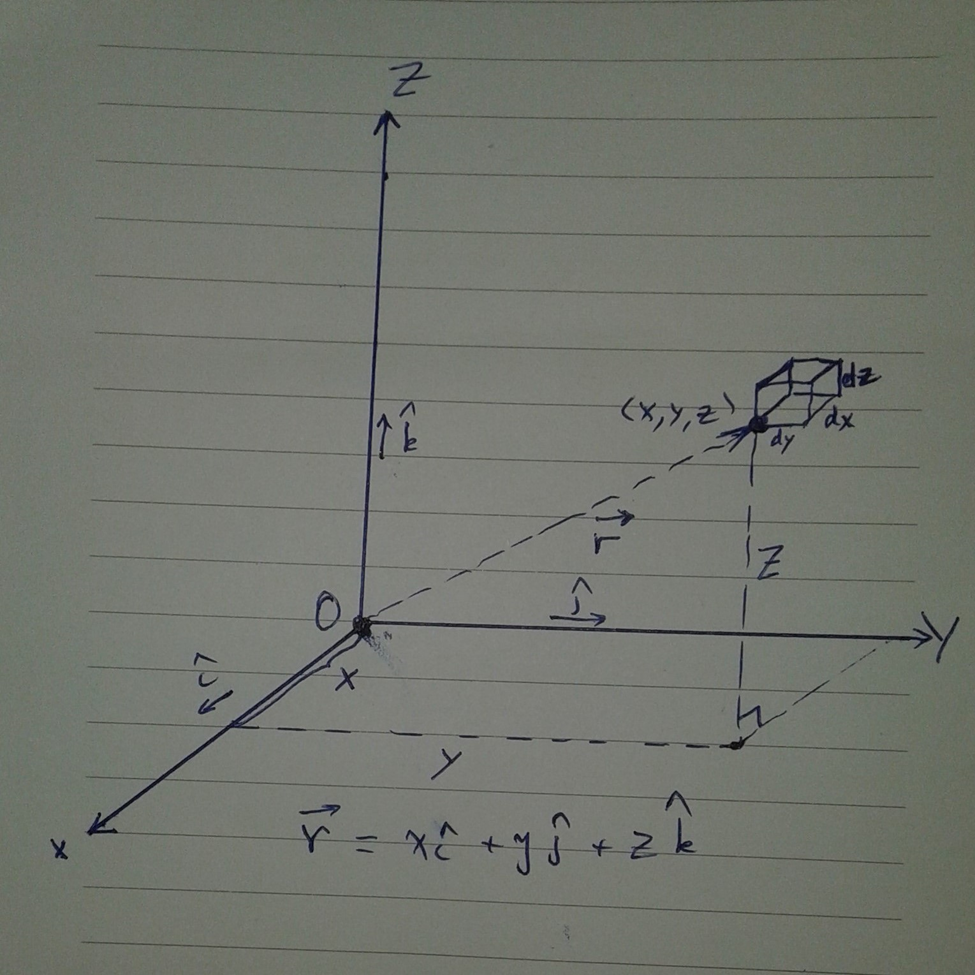 Z
(x,y,z)
dz
dx
dy
k̂
r
z
O
ĵ
Y
î
x
y
x
r⃗ = xî + yĵ + zk̂